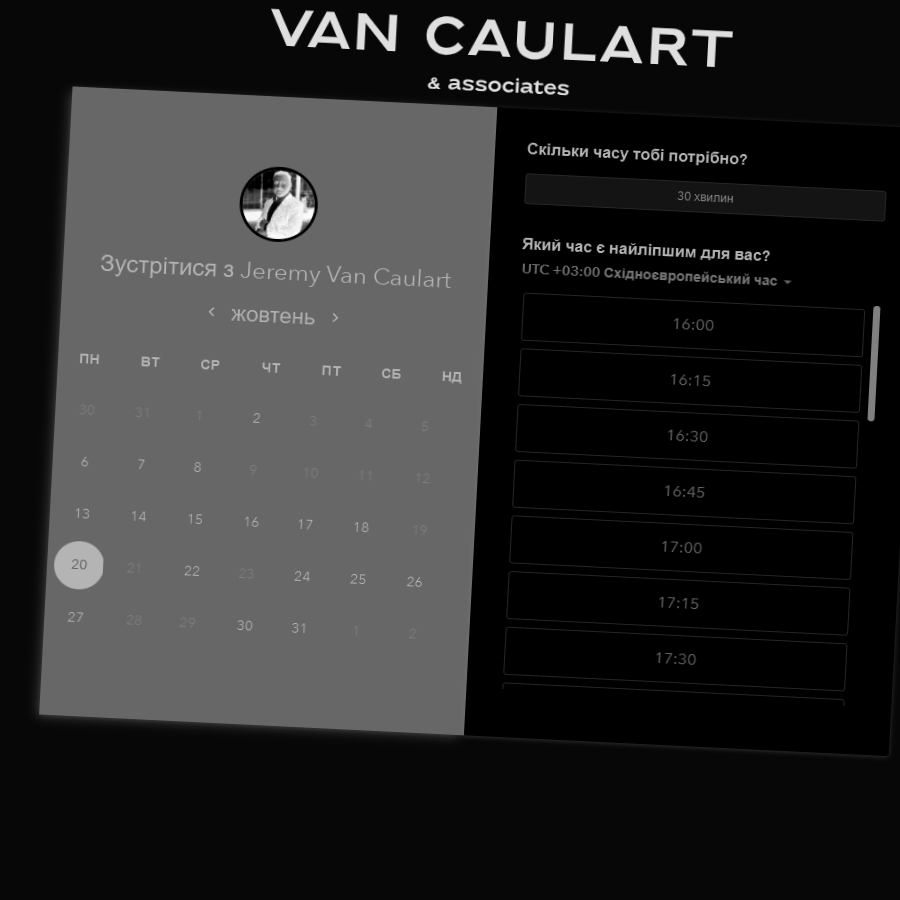 VAN CAULART
& associates
Зустрітися з Jeremy Van Caulart
жовтень
ПН ВТ СР ЧТ ПТ СБ НД
30 31 1 2 3 4 5
6 7 8 9 10 11 12
13 14 15 16 17 18 19
20 21 22 23 24 25 26
27 28 29 30 31 1 2
Скільки часу тобі потрібно?
30 хвилин
Який час є найліпшим для вас?
UTC +03:00 Східноєвропейський час
16:00
16:15
16:30
16:45
17:00
17:15
17:30